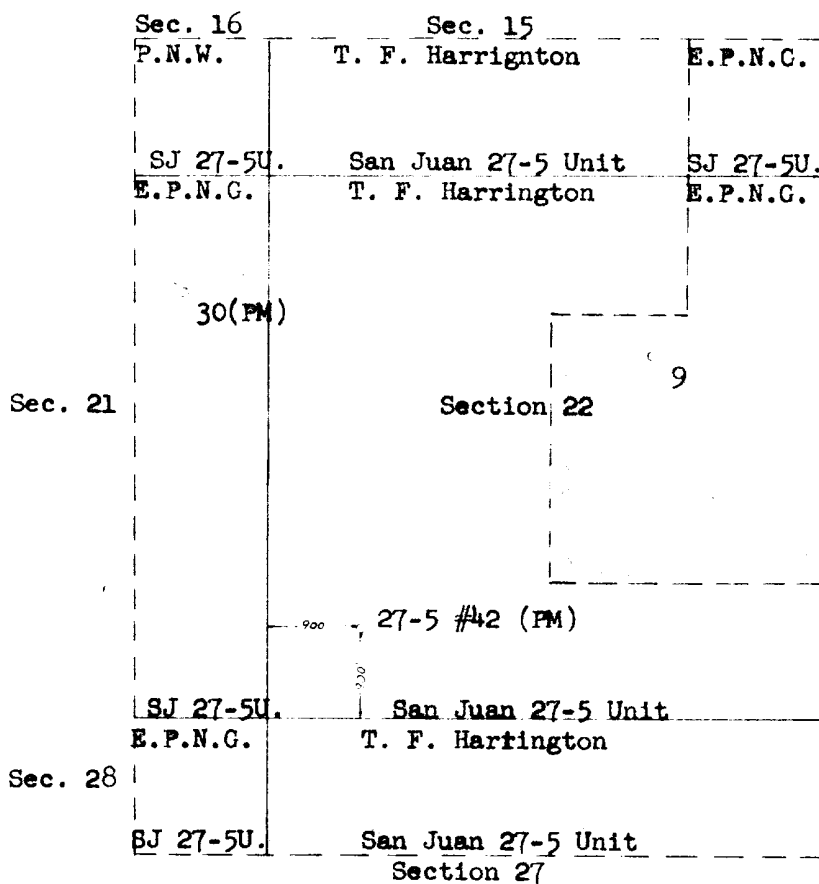 Sec. 16 Sec. 15
P.N.W. T. F. Harrignton E.P.N.G.
SJ 27-5U. San Juan 27-5 Unit SJ 27-5U.
E.P.N.G. T. F. Harrington E.P.N.G.
30(PM)
9
Sec. 21 Section 22
27-5 #42 (PM)
900
SJ 27-5U. San Juan 27-5 Unit
E.P.N.G. T. F. Harrington
Sec. 28
SJ 27-5U. San Juan 27-5 Unit
Section 27